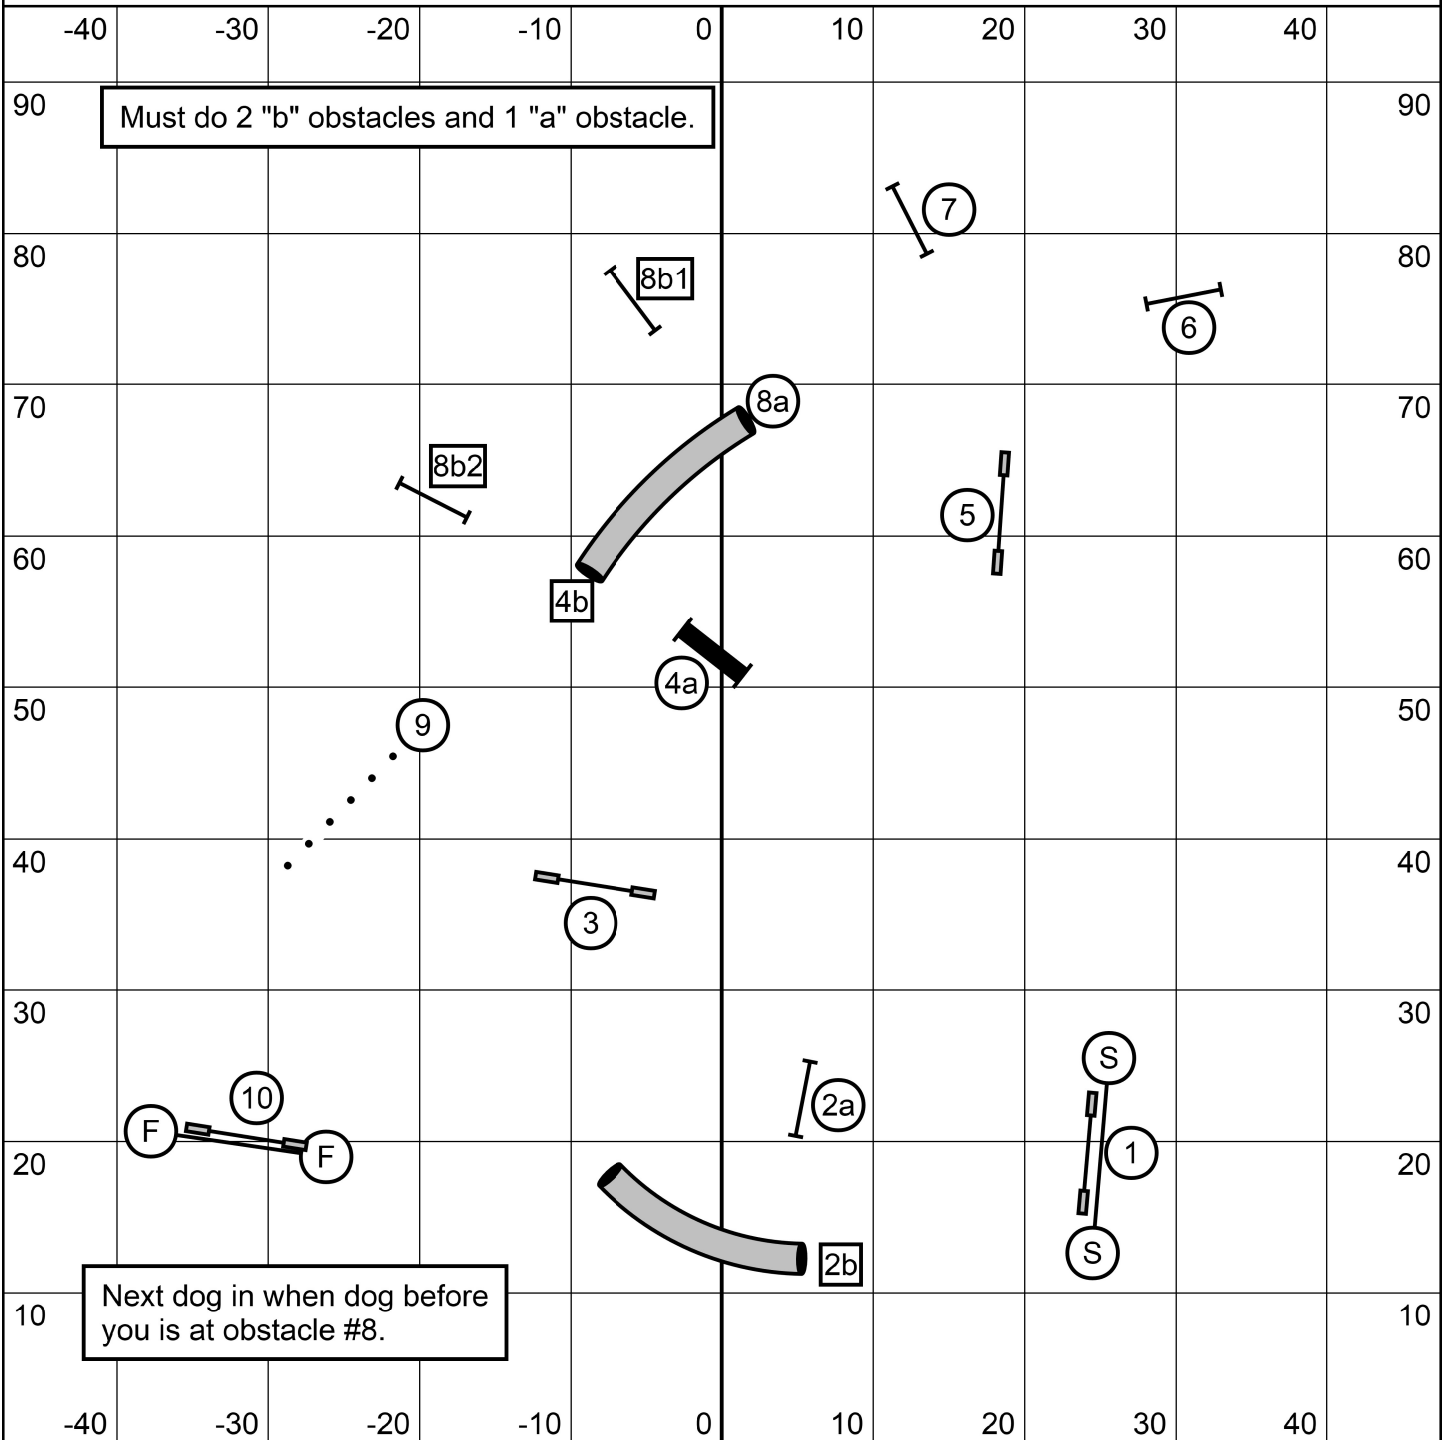 -40 -30 -20 -10 0 10 20 30 40
90 90
Must do 2 "b" obstacles and 1 "a" obstacle.
7
80 80
8b1
6
8a
70 70
8b2
5
60 60
4b
4a
50 50
9
40 40
3
30 30
S
10
2a
F
F
1
20 20
S
2b
Next dog in when dog before
you is at obstacle #8.
10 10
-40 -30 -20 -10 0 10 20 30 40